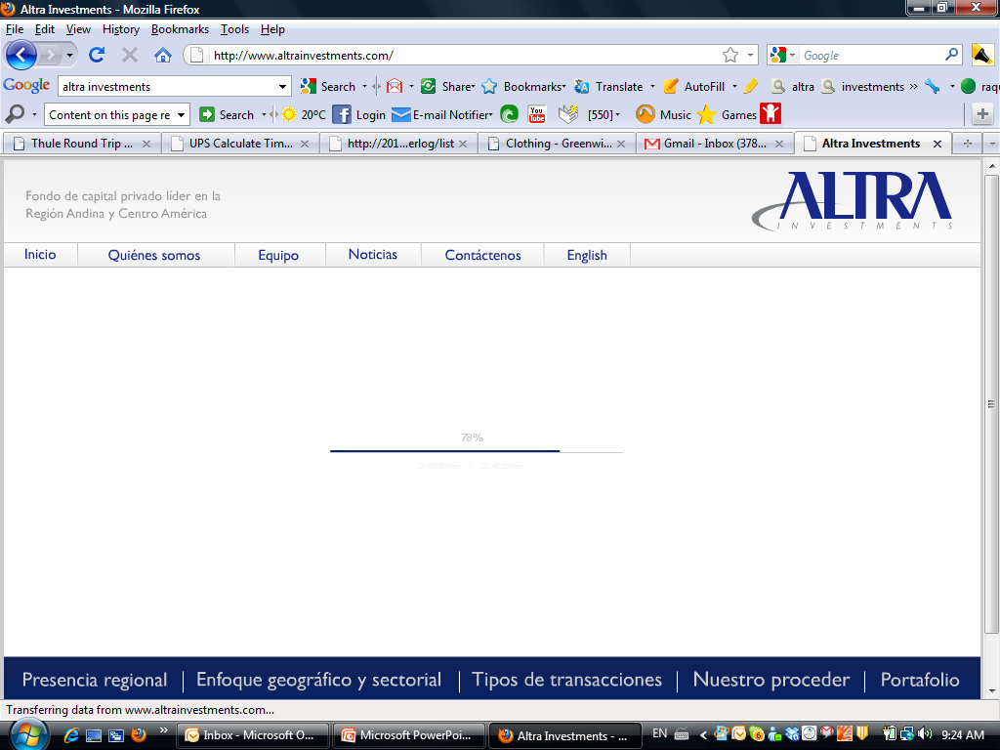 Altra Investments - Mozilla Firefox
File Edit View History Bookmarks Tools Help
http://www.altrainvestments.com/ Google
Google altra investments Search Share Bookmarks Translate AutoFill altra investments » raqu
Content on this page re Search 20ºC Login E-mail Notifier You Tube [550] Music Games
Thule Round Trip ... UPS Calculate Tim... http://201...erlog/list Clothing - Greenwi... Gmail - Inbox (378... Altra Investments
Fondo de capital privado líder en la
Región Andina y Centro América
ALTRA
INVESTMENTS
Inicio Quiénes somos Equipo Noticias Contáctenos English
78%
Presencia regional | Enfoque geográfico y sectorial | Tipos de transacciones | Nuestro proceder | Portafolio
Transferring data from www.altrainvestments.com...
» Inbox - Microsoft O... Microsoft PowerPoi... Altra Investments - ... EN 9:24 AM